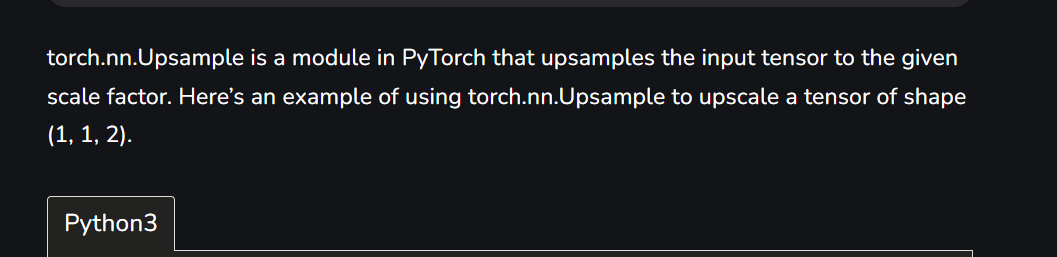 torch.nn.Upsample is a module in PyTorch that upsamples the input tensor to the given
scale factor. Here’s an example of using torch.nn.Upsample to upscale a tensor of shape
(1, 1, 2).
Python3